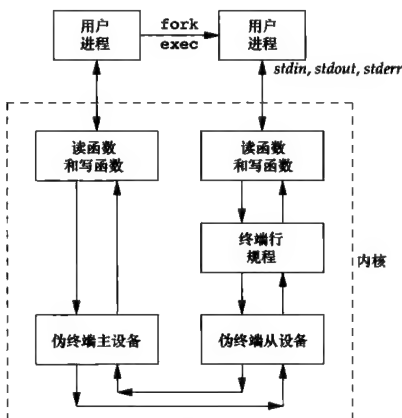 用户
进程
fork
exec
用户
进程
stdin, stdout, stderr
读函数
和写函数
读函数
和写函数
终端行
规程
内核
伪终端主设备
伪终端从设备